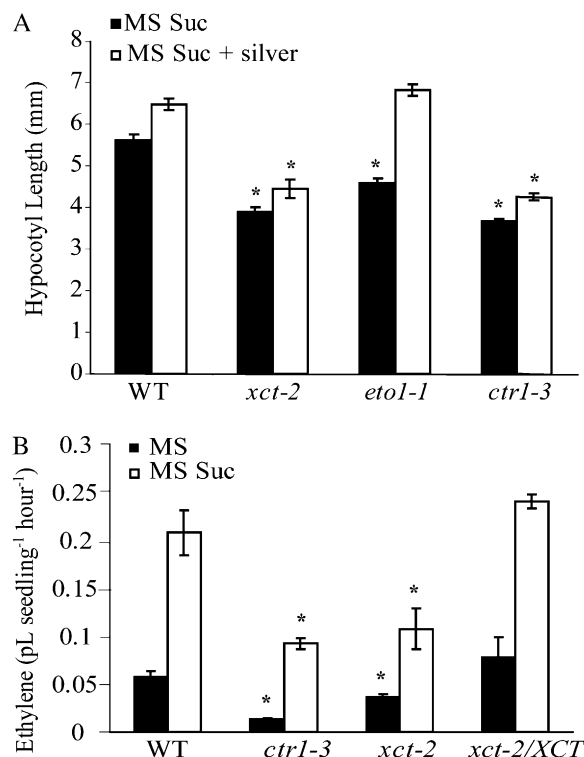 A
MS Suc
MS Suc + silver
Hypocotyl Length (mm)
8
7
6
5
4
3
2
1
0
* * * * *
WT xct-2 eto1-1 ctr1-3
B
MS
MS Suc
Ethylene (pL seedling-1 hour-1)
0.3
0.25
0.2
0.15
0.1
0.05
0
* * * *
WT ctr1-3 xct-2 xct-2/XCT